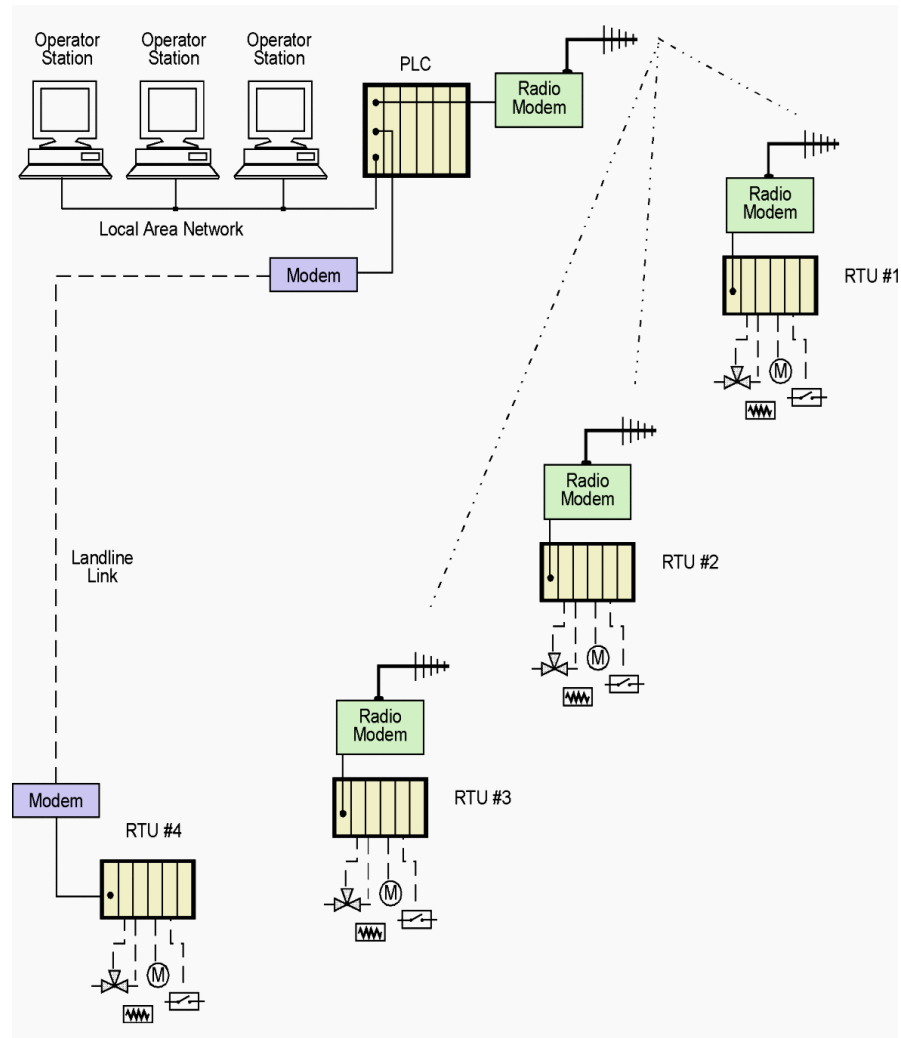 Operator
Station
Operator
Station
Operator
Station
PLC
Radio
Modem
Radio
Modem
Local Area Network
Modem
RTU #1
M
Radio
Modem
RTU #2
Landline
Link
M
Radio
Modem
Modem
RTU #3
RTU #4
M
M